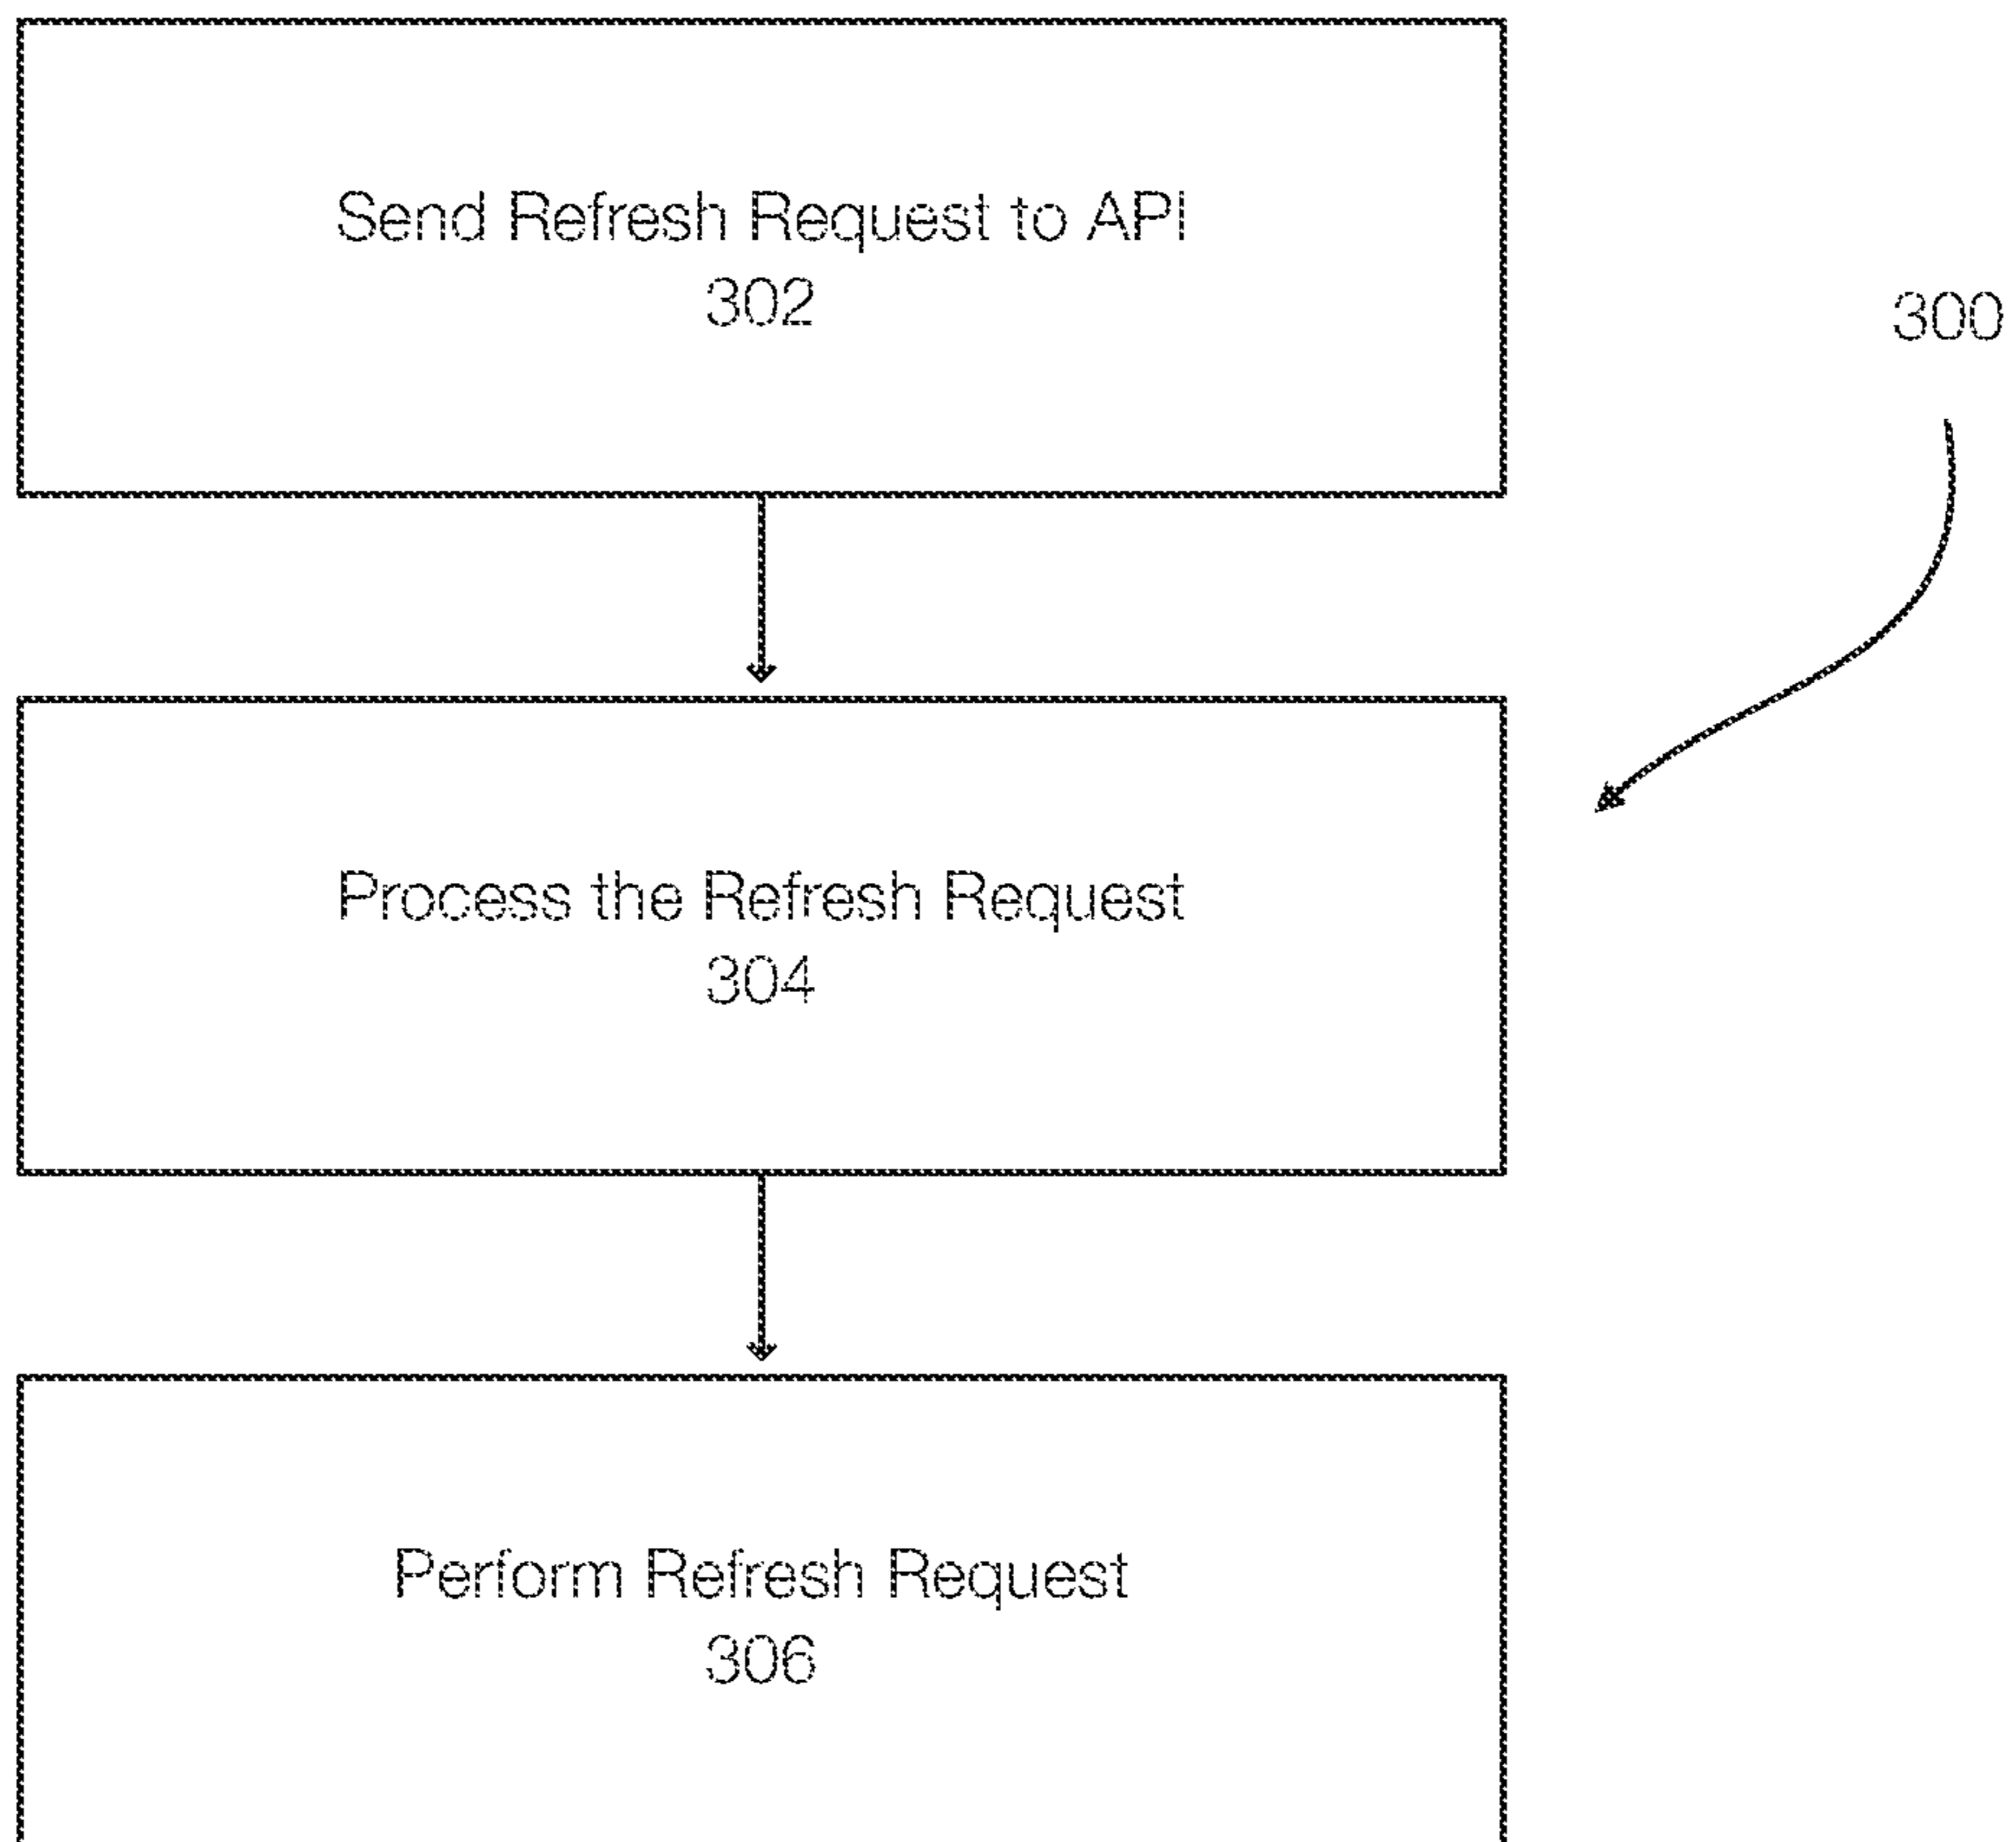 Send Refresh Request to API
302
300
Process the Refresh Request
304
Perform Refresh Request
306